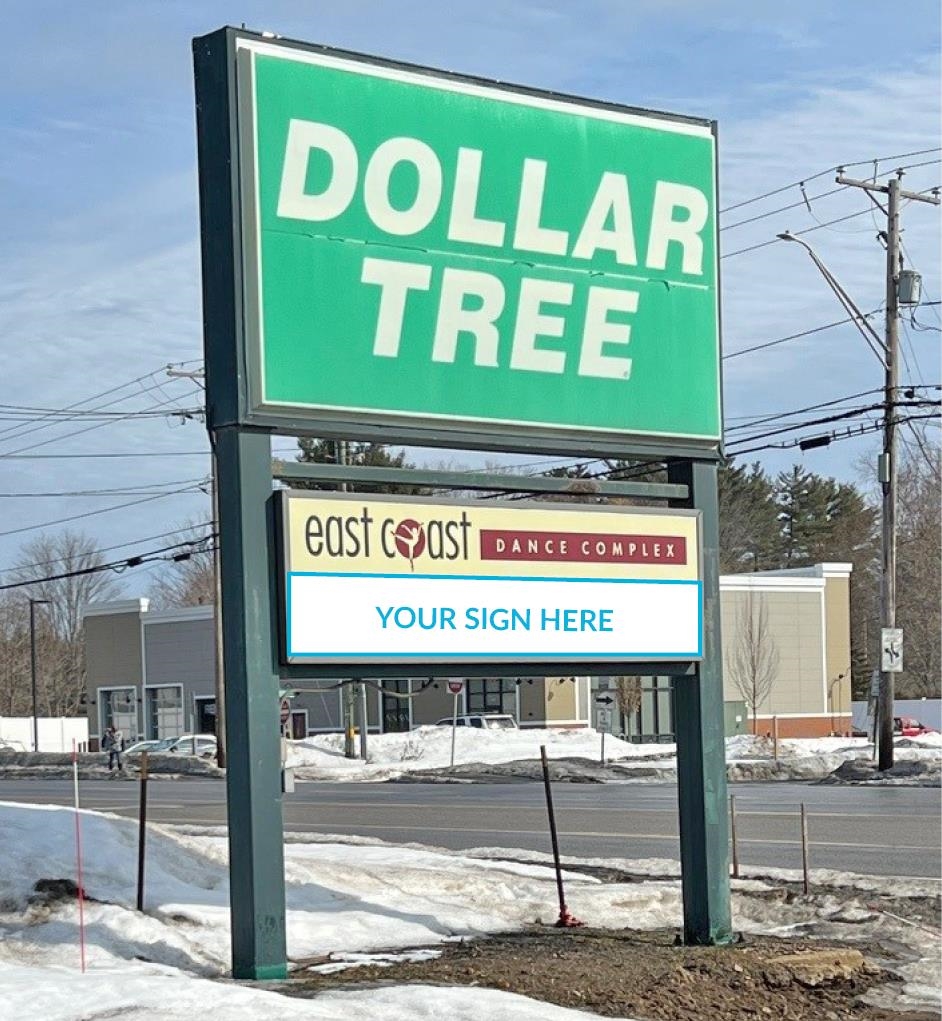 DOLLAR
TREE
east coast DANCE COMPLEX
YOUR SIGN HERE